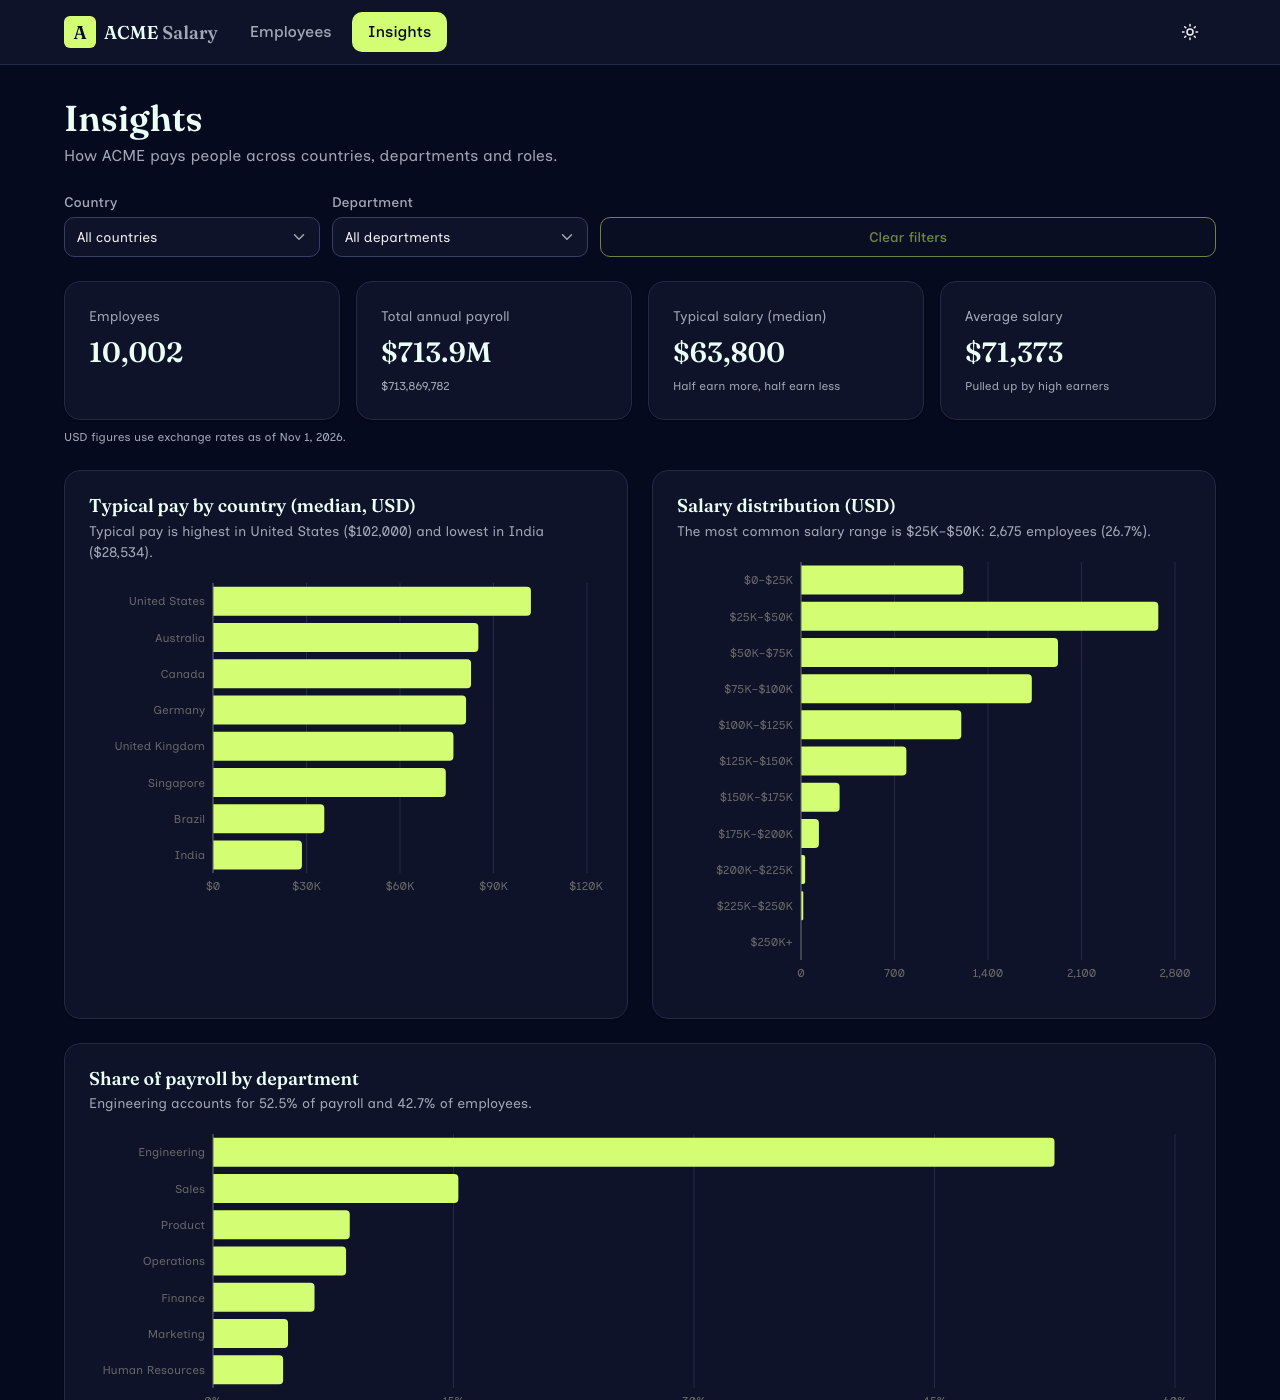 A ACME Salary Employees Insights
Insights
How ACME pays people across countries, departments and roles.
Country Department
All countries All departments Clear filters
Employees
10,002
Total annual payroll
$713.9M
$713,869,782
Typical salary (median)
$63,800
Half earn more, half earn less
Average salary
$71,373
Pulled up by high earners
USD figures use exchange rates as of Nov 1, 2026.
Typical pay by country (median, USD)
Typical pay is highest in United States ($102,000) and lowest in India
($28,534).
United States
Australia
Canada
Germany
United Kingdom
Singapore
Brazil
India
$0 $30K $60K $90K $120K
Salary distribution (USD)
The most common salary range is $25K–$50K: 2,675 employees (26.7%).
$0–$25K
$25K–$50K
$50K–$75K
$75K–$100K
$100K–$125K
$125K–$150K
$150K–$175K
$175K–$200K
$200K–$225K
$225K–$250K
$250K+
0 700 1,400 2,100 2,800
Share of payroll by department
Engineering accounts for 52.5% of payroll and 42.7% of employees.
Engineering
Sales
Product
Operations
Finance
Marketing
Human Resources